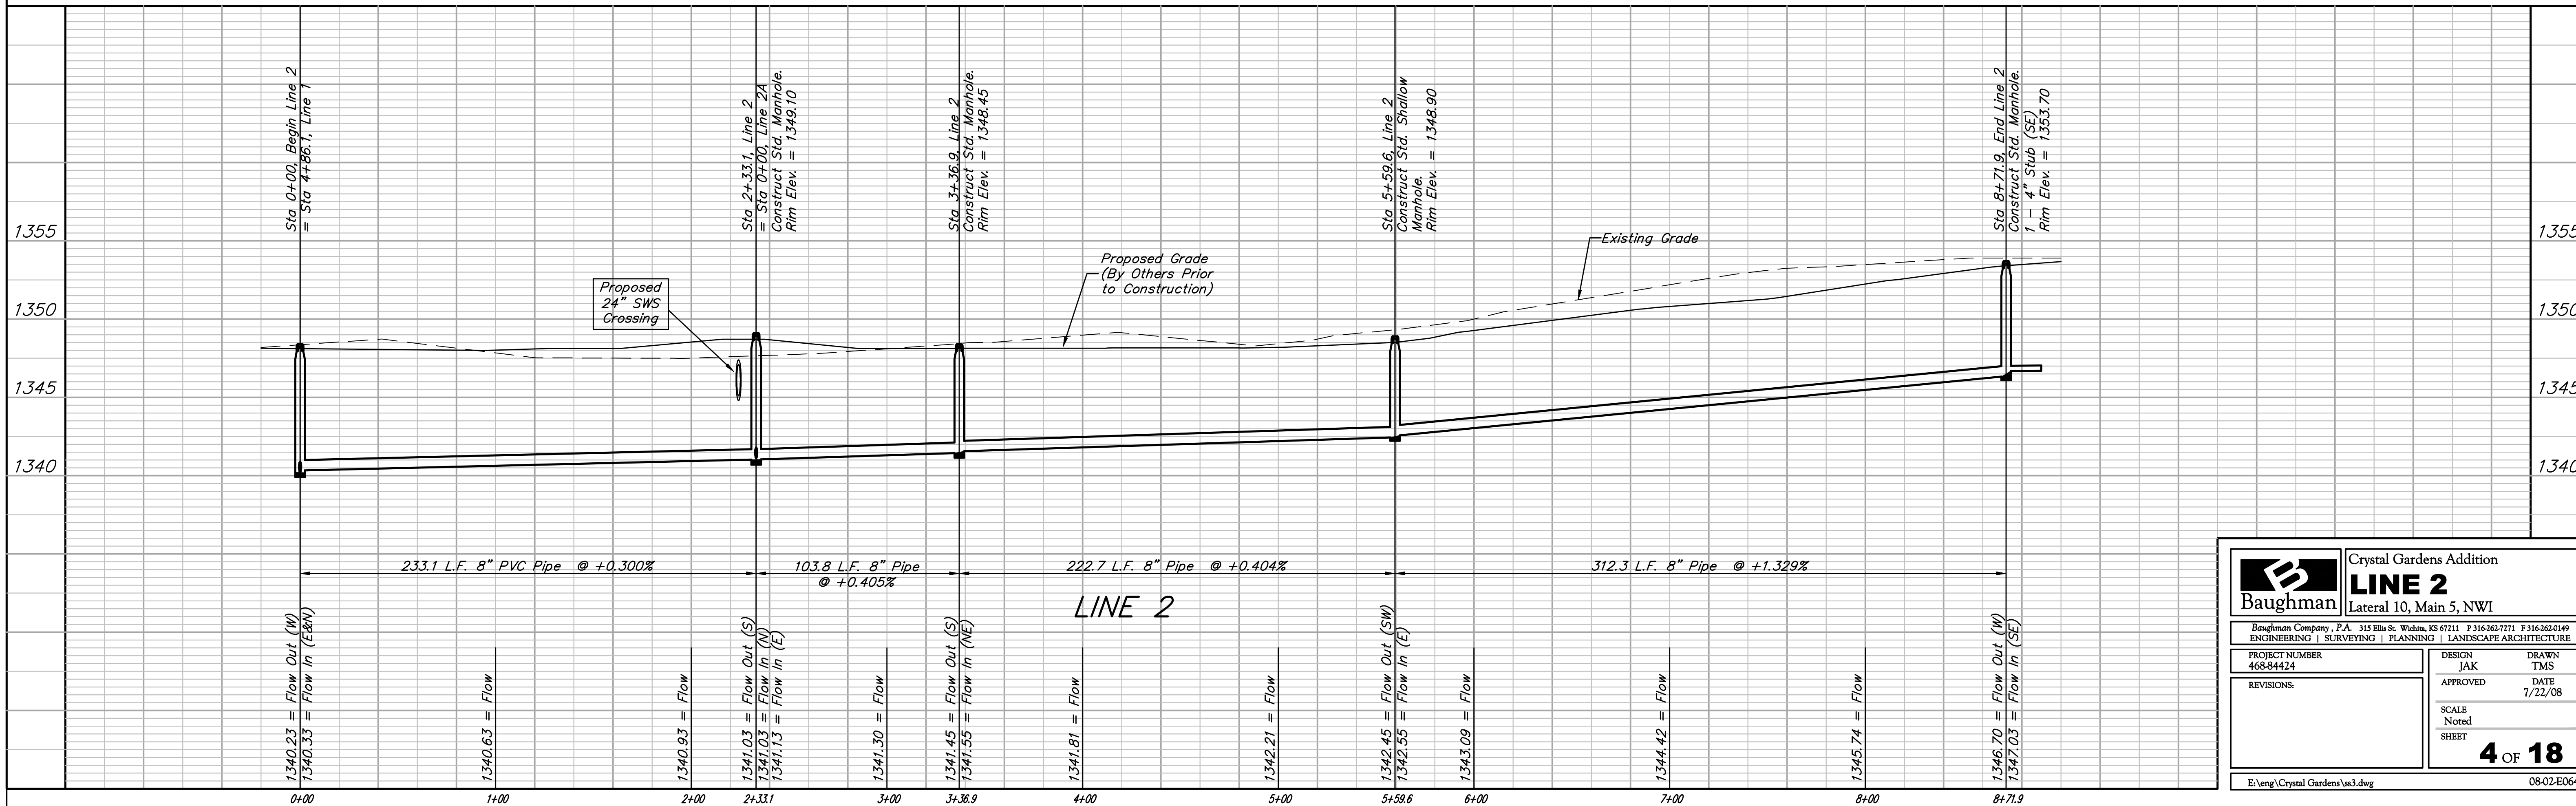 Sta 0+00, Begin Line 2
= Sta 4+86.1, Line 1
Sta 2+33.1, Line 2
= Sta 0+00, Line 2A
Construct Std. Manhole.
Rim Elev. = 1349.10
Sta 3+36.9, Line 2
Construct Std. Manhole.
Rim Elev. = 1348.45
Sta 5+59.6, Line 2
Construct Std. Shallow
Manhole.
Rim Elev. = 1348.90
Sta 8+71.9, End Line 2
Construct Std. Manhole.
1 - 4" Stub (SE)
Rim Elev. = 1353.70
1355
1355
1350
1350
1345
1345
1340
1340
Proposed
24" SWS
Crossing
Proposed Grade
(By Others Prior
to Construction)
Existing Grade
233.1 L.F. 8" PVC Pipe @ +0.300%
103.8 L.F. 8" Pipe
@ +0.405%
222.7 L.F. 8" Pipe @ +0.404%
312.3 L.F. 8" Pipe @ +1.329%
LINE 2
1340.23 = Flow Out (W)
1340.33 = Flow In (E&N)
1340.63 = Flow
1340.93 = Flow
1341.03 = Flow Out (S)
1341.03 = Flow In (N)
1341.13 = Flow In (E)
1341.30 = Flow
1341.45 = Flow Out (S)
1341.55 = Flow In (NE)
1341.81 = Flow
1342.21 = Flow
1342.45 = Flow Out (SW)
1342.55 = Flow In (E)
1343.09 = Flow
1344.42 = Flow
1345.74 = Flow
1346.70 = Flow Out (W)
1347.03 = Flow In (SE)
0+00 1+00 2+00 2+33.1 3+00 3+36.9 4+00 5+00 5+59.6 6+00 7+00 8+00 8+71.9
B
Baughman
Crystal Gardens Addition
LINE 2
Lateral 10, Main 5, NWI
Baughman Company, P.A. 315 Ellis St. Wichita, KS 67211 P 316-262-7271 F 316-262-0149
ENGINEERING | SURVEYING | PLANNING | LANDSCAPE ARCHITECTURE
PROJECT NUMBER
468-84424
DESIGN
JAK
DRAWN
TMS
REVISIONS:
APPROVED
DATE
7/22/08
SCALE
Noted
SHEET
4 OF 18
E:\eng\Crystal Gardens\ss3.dwg
08-02-E064